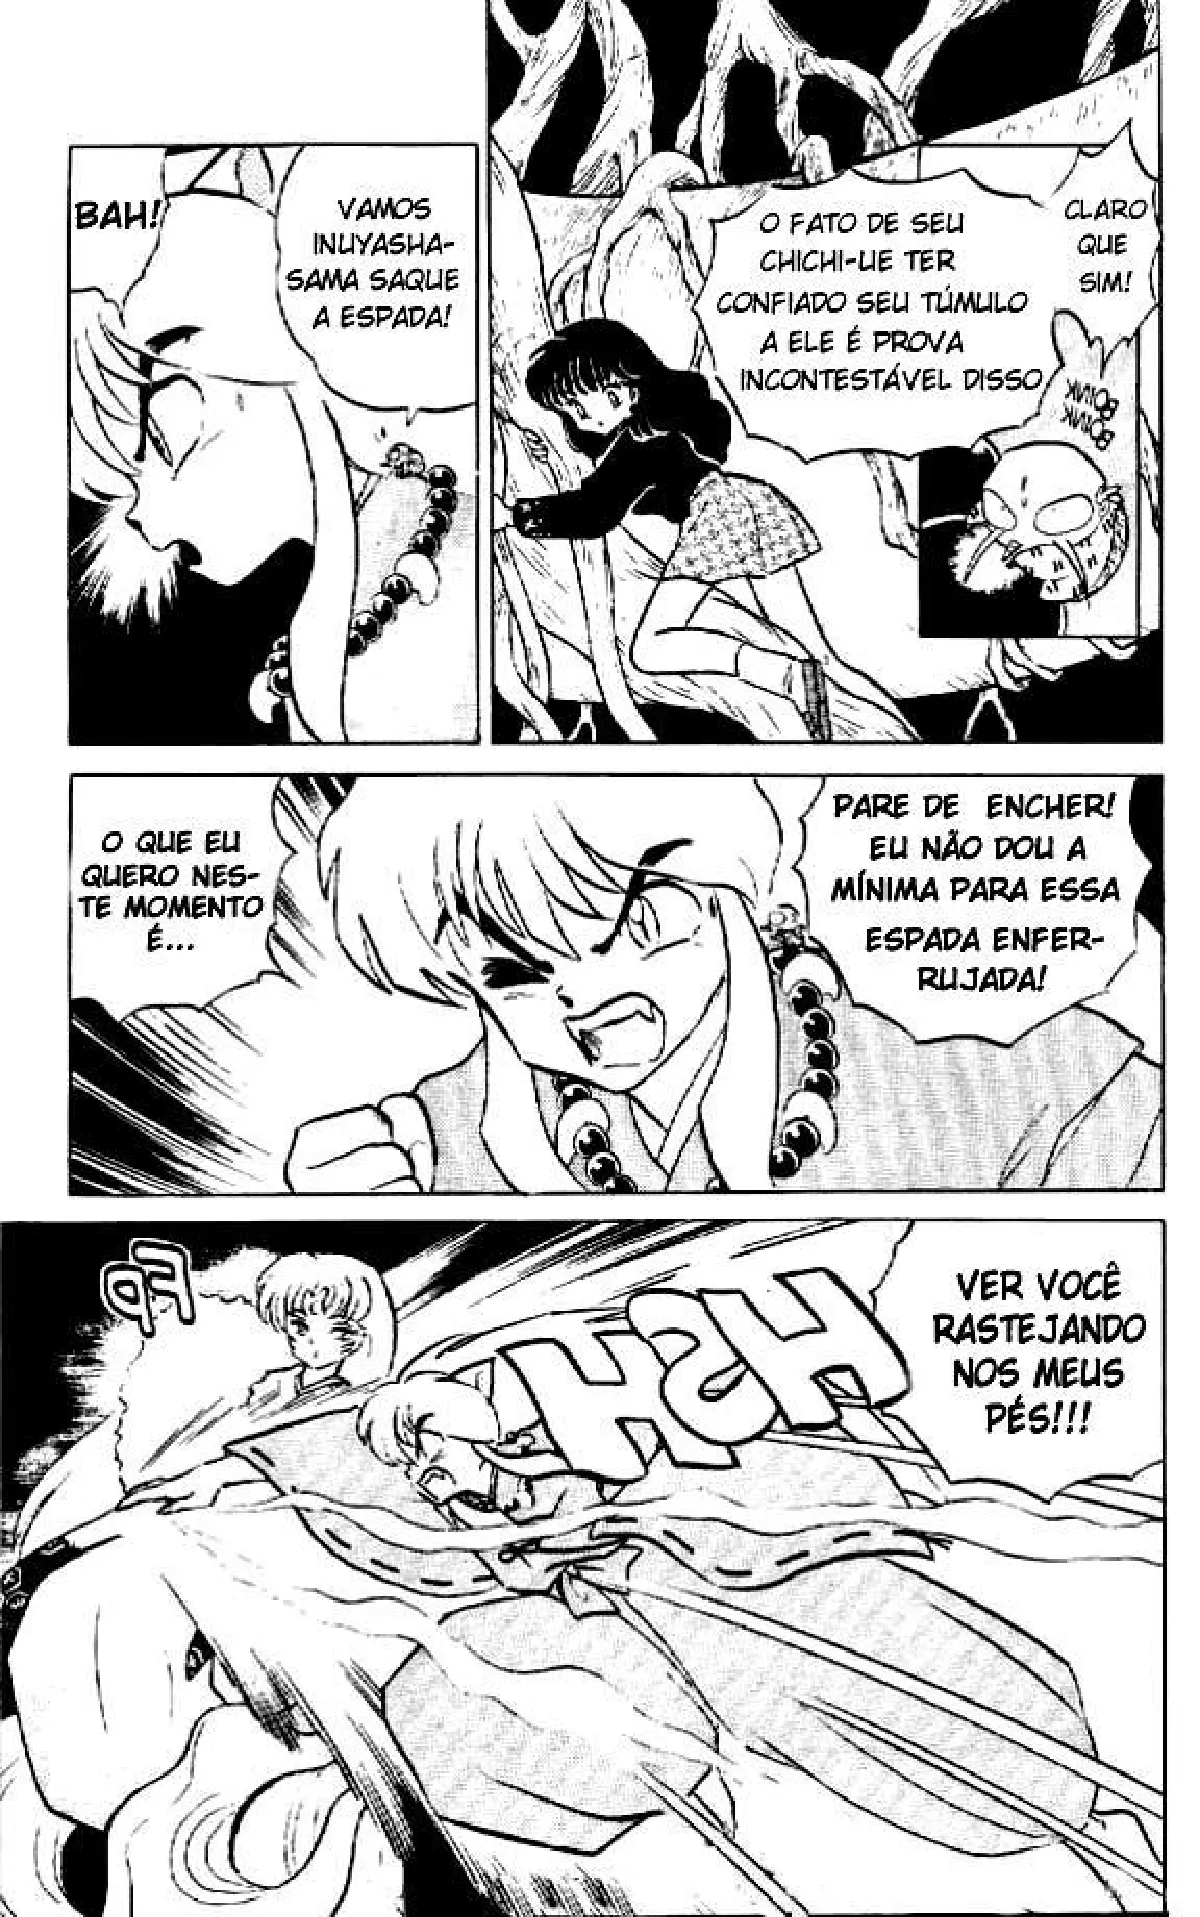 CLARO
QUE
SIM!
O FATO DE SEU
CHICHI-UE TER
CONFIADO SEU TÚMULO
A ELE É PROVA
INCONTESTÁVEL DISSO
BOINK
BOINK
VAMOS
INUYASHA-
SAMA SAQUE
A ESPADA!
BAH!
PARE DE ENCHER!
EU NÃO DOU A
MÍNIMA PARA ESSA
ESPADA ENFER-
RUJADA!
O QUE EU
QUERO NES-
TE MOMENTO
É...
VER VOCÊ
RASTEJANDO
NOS MEUS
PÉS!!!